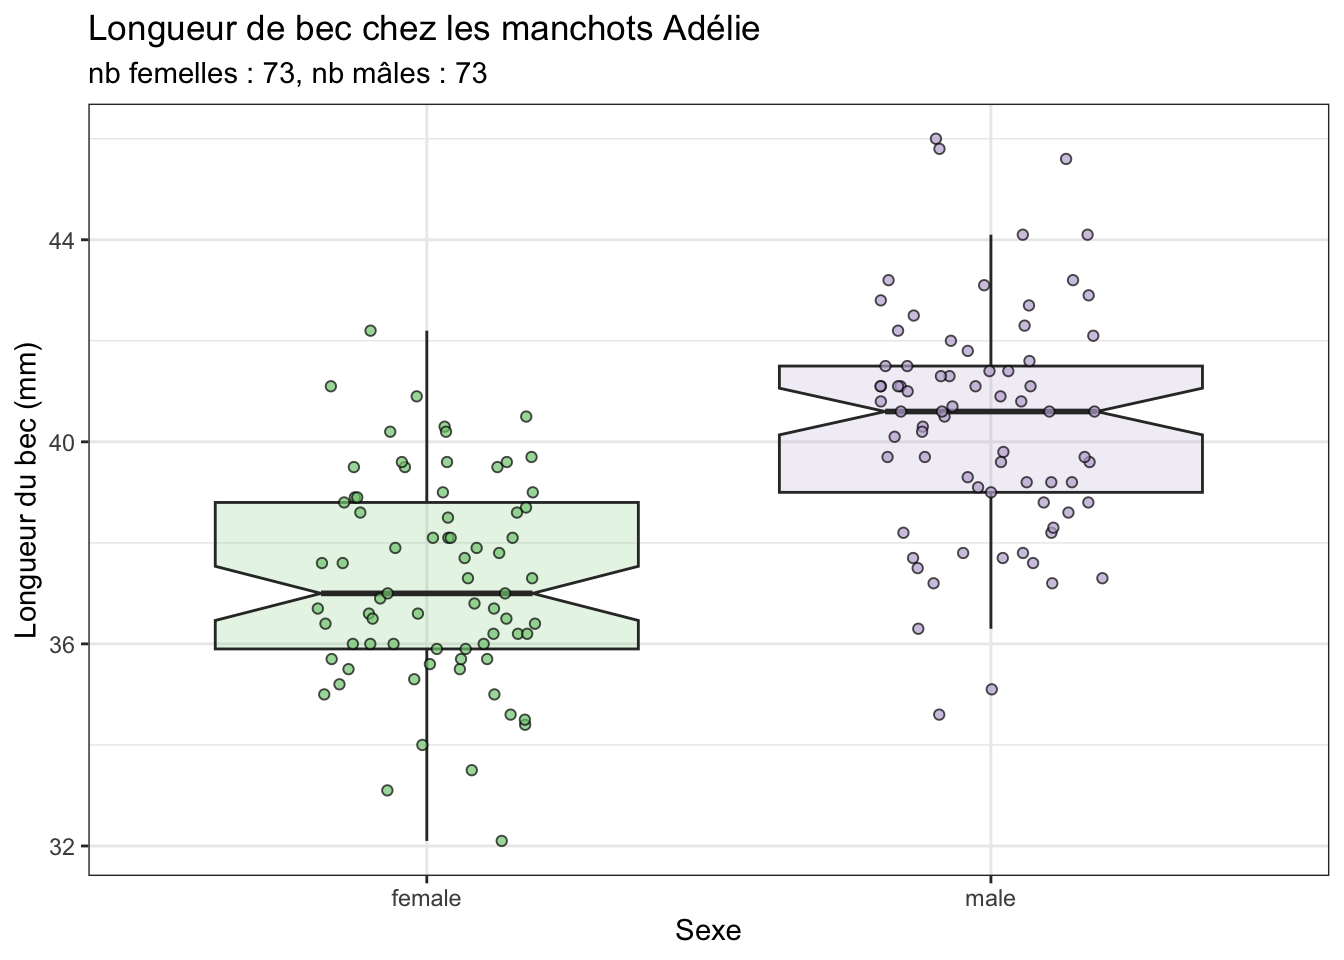 Longueur de bec chez les manchots Adélie
nb femelles : 73, nb mâles : 73
Longueur du bec (mm)
44
40
36
32
female
male
Sexe